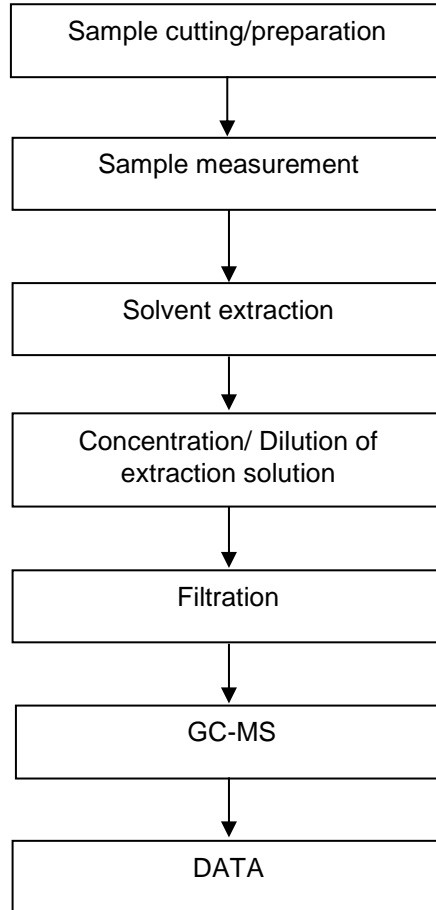 Sample cutting/preparation
Sample measurement
Solvent extraction
Concentration/ Dilution of
extraction solution
Filtration
GC-MS
DATA